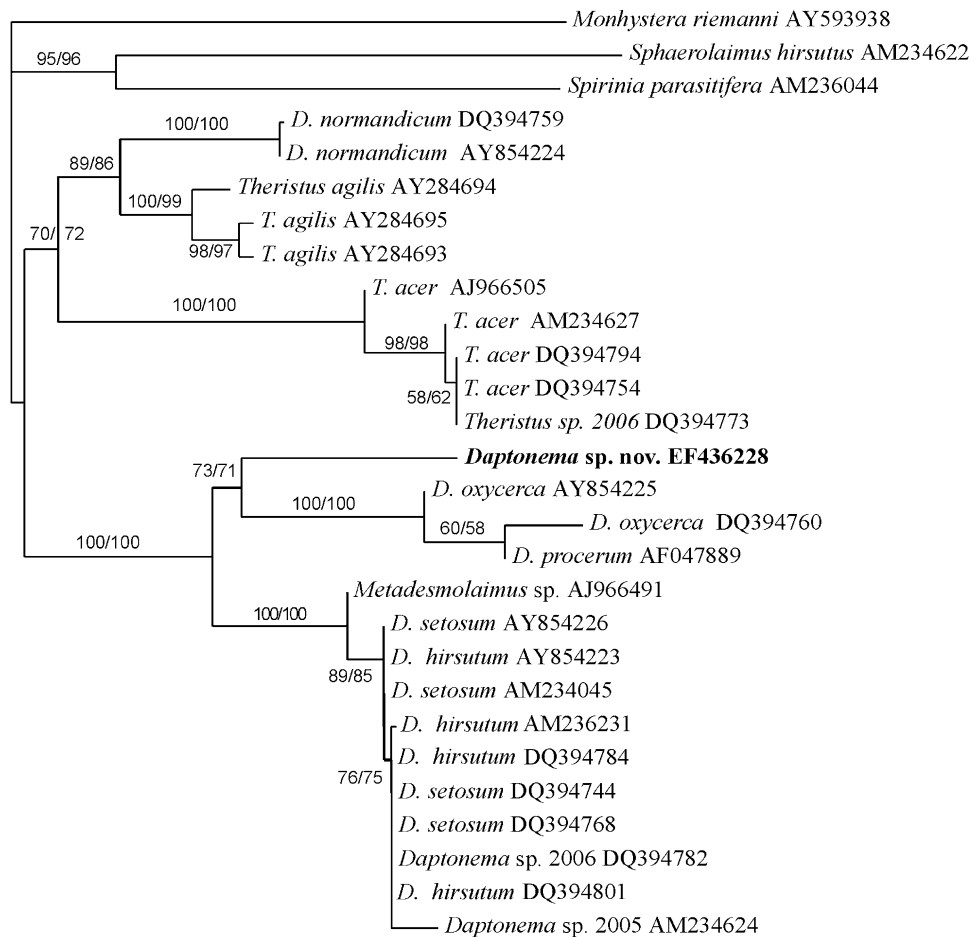 Monhystera riemanni AY593938
Sphaerolaimus hirsutus AM234622
95/96
Spirinia parasitifera AM236044
D. normandicum DQ394759
100/100
D. normandicum AY854224
89/86
Theristus agilis AY284694
100/99
T. agilis AY284695
70/ 72
98/97
T. agilis AY284693
T. acer AJ966505
100/100
T. acer AM234627
98/98
T. acer DQ394794
T. acer DQ394754
58/62
Theristus sp. 2006 DQ394773
Daptonema sp. nov. EF436228
73/71
D. oxycerca AY854225
100/100
D. oxycerca DQ394760
60/58
100/100
D. procerum AF047889
Metadesmolaimus sp. AJ966491
100/100
D. setosum AY854226
D. hirsutum AY854223
89/85
D. setosum AM234045
D. hirsutum AM236231
D. hirsutum DQ394784
76/75
D. setosum DQ394744
D. setosum DQ394768
Daptonema sp. 2006 DQ394782
D. hirsutum DQ394801
Daptonema sp. 2005 AM234624